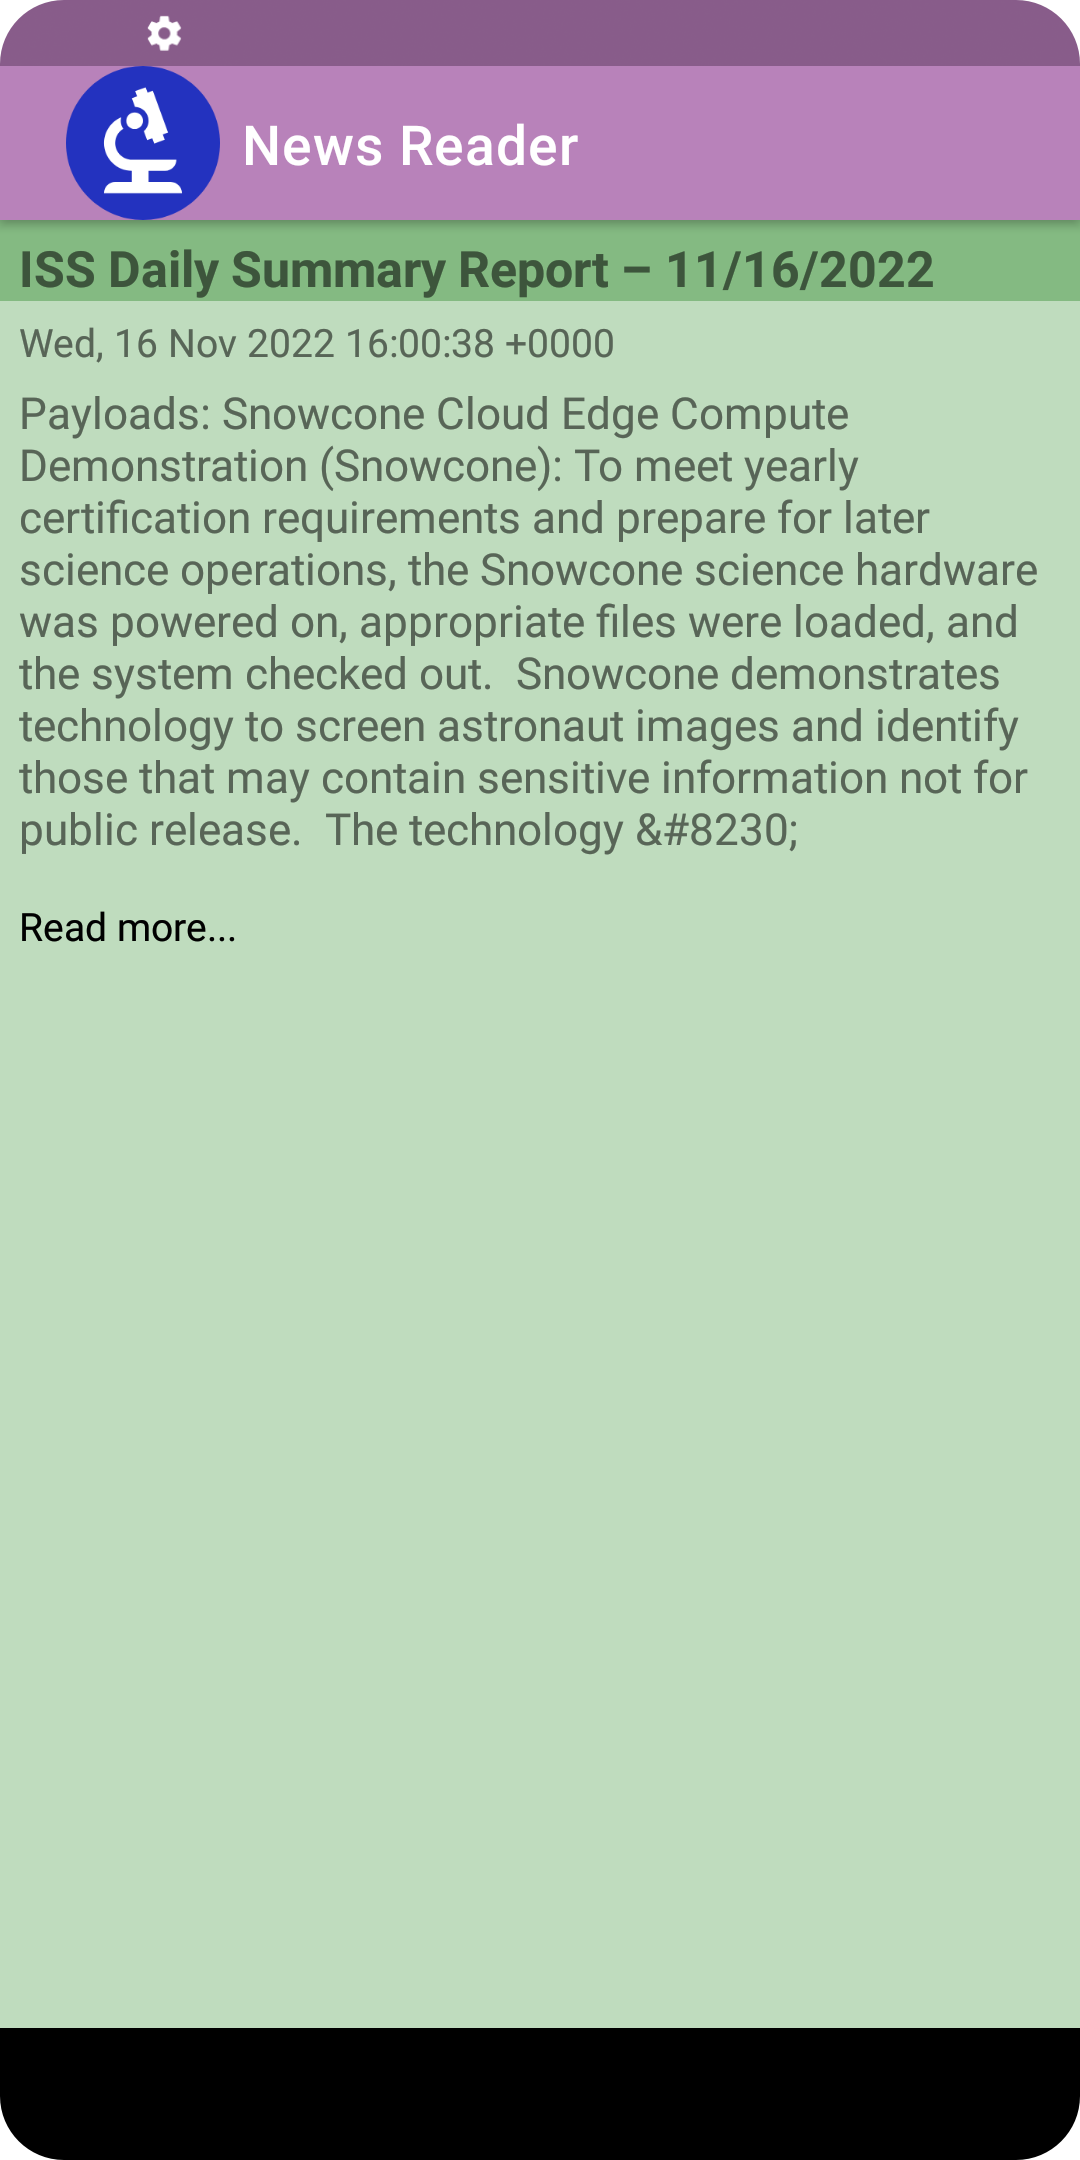 News Reader
ISS Daily Summary Report – 11/16/2022
Wed, 16 Nov 2022 16:00:38 +0000
Payloads: Snowcone Cloud Edge Compute
Demonstration (Snowcone): To meet yearly
certification requirements and prepare for later
science operations, the Snowcone science hardware
was powered on, appropriate files were loaded, and
the system checked out.  Snowcone demonstrates
technology to screen astronaut images and identify
those that may contain sensitive information not for
public release.  The technology &#8230;
Read more...